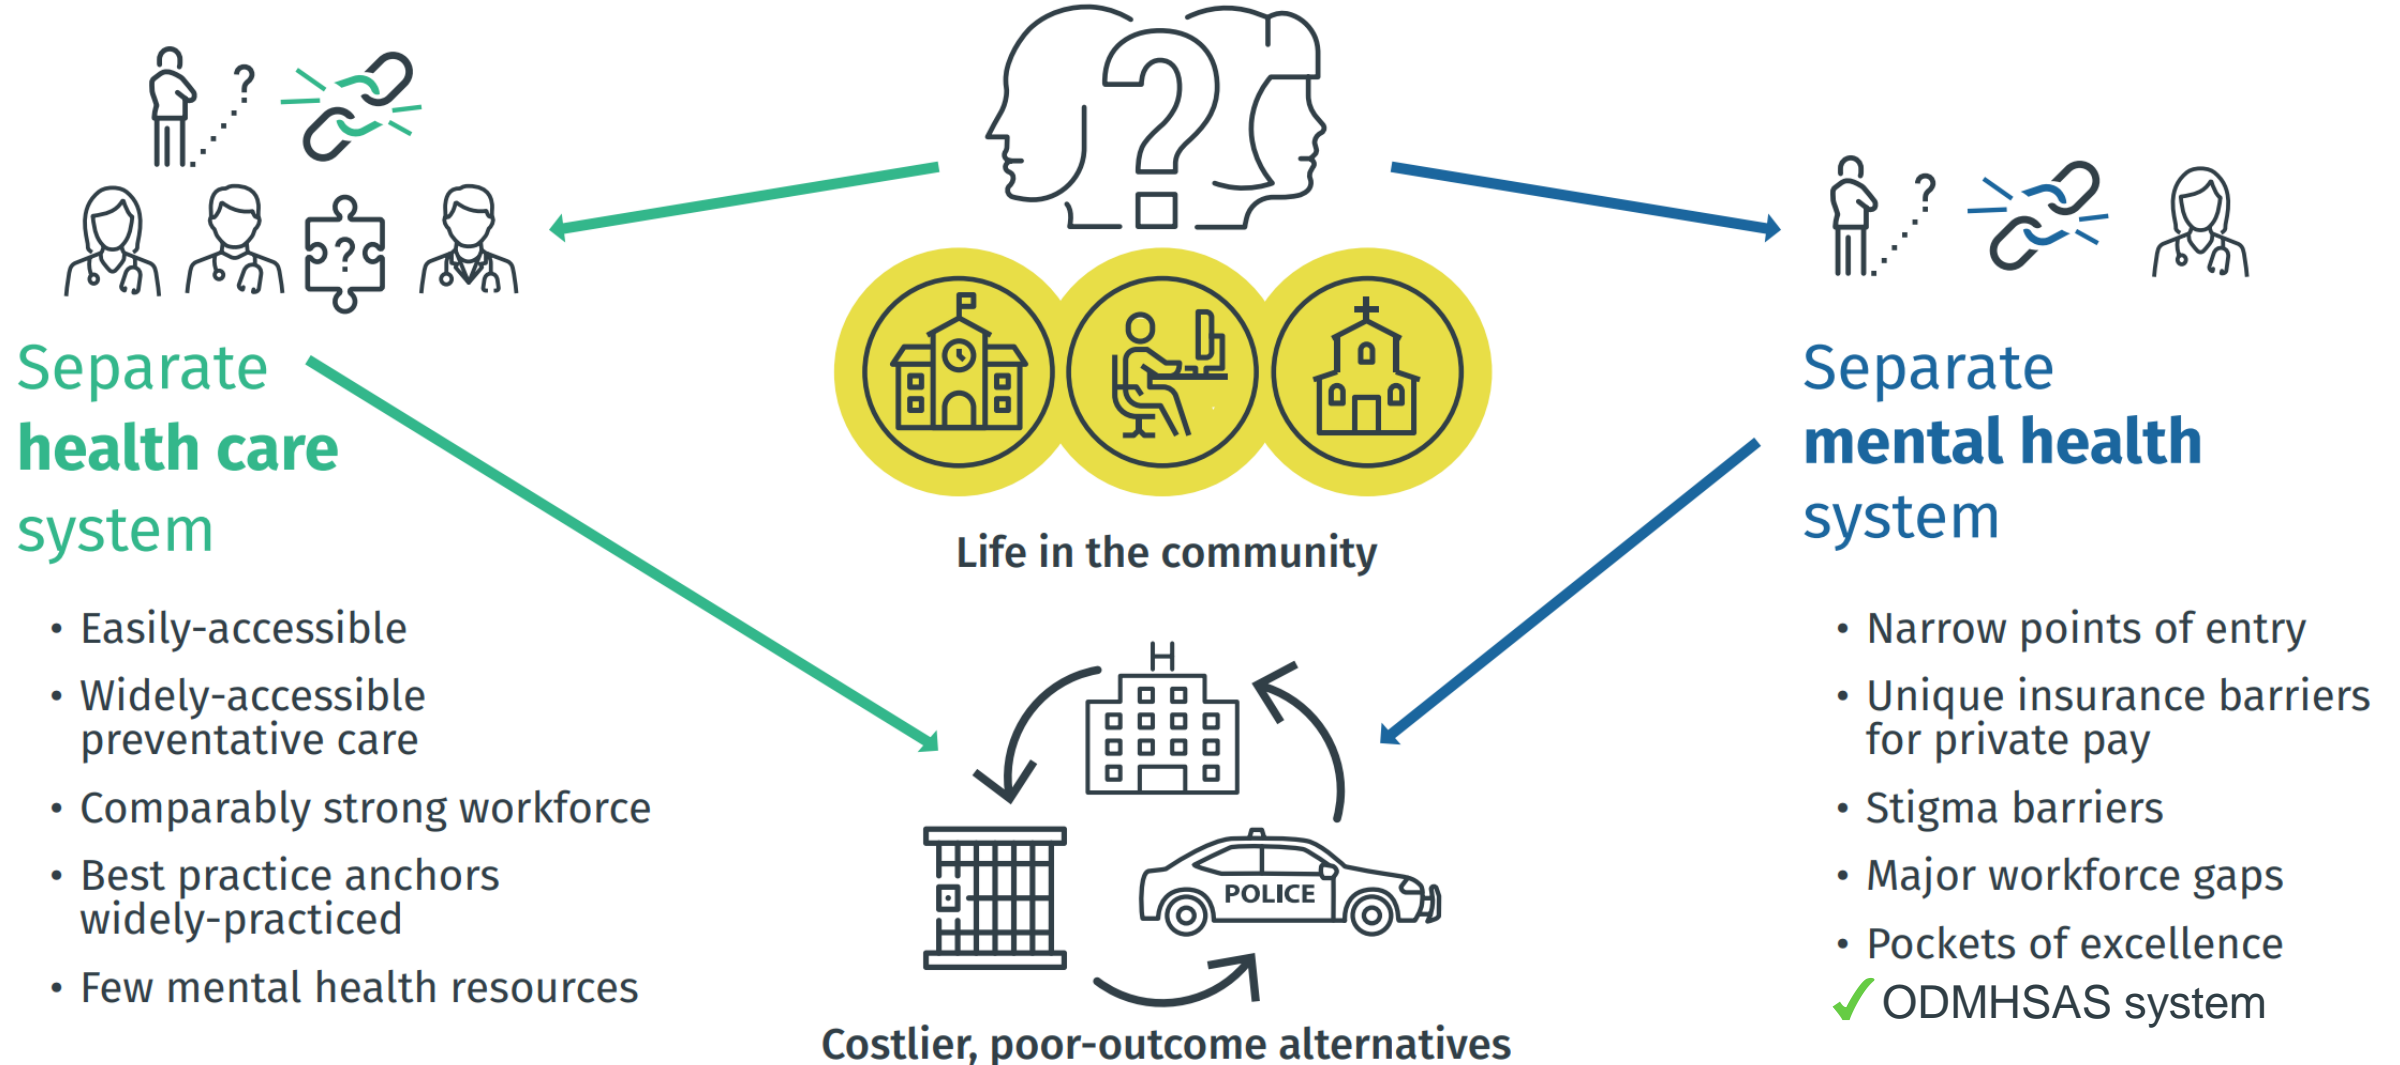 ?
?
?
H
?
Separate
health care
system
• Easily-accessible
• Widely-accessible
preventative care
• Comparably strong workforce
• Best practice anchors
widely-practiced
• Few mental health resources
Life in the community
POLICE
Costlier, poor-outcome alternatives
Separate
mental health
system
• Narrow points of entry
• Unique insurance barriers
for private pay
• Stigma barriers
• Major workforce gaps
• Pockets of excellence
✓ ODMHSAS system